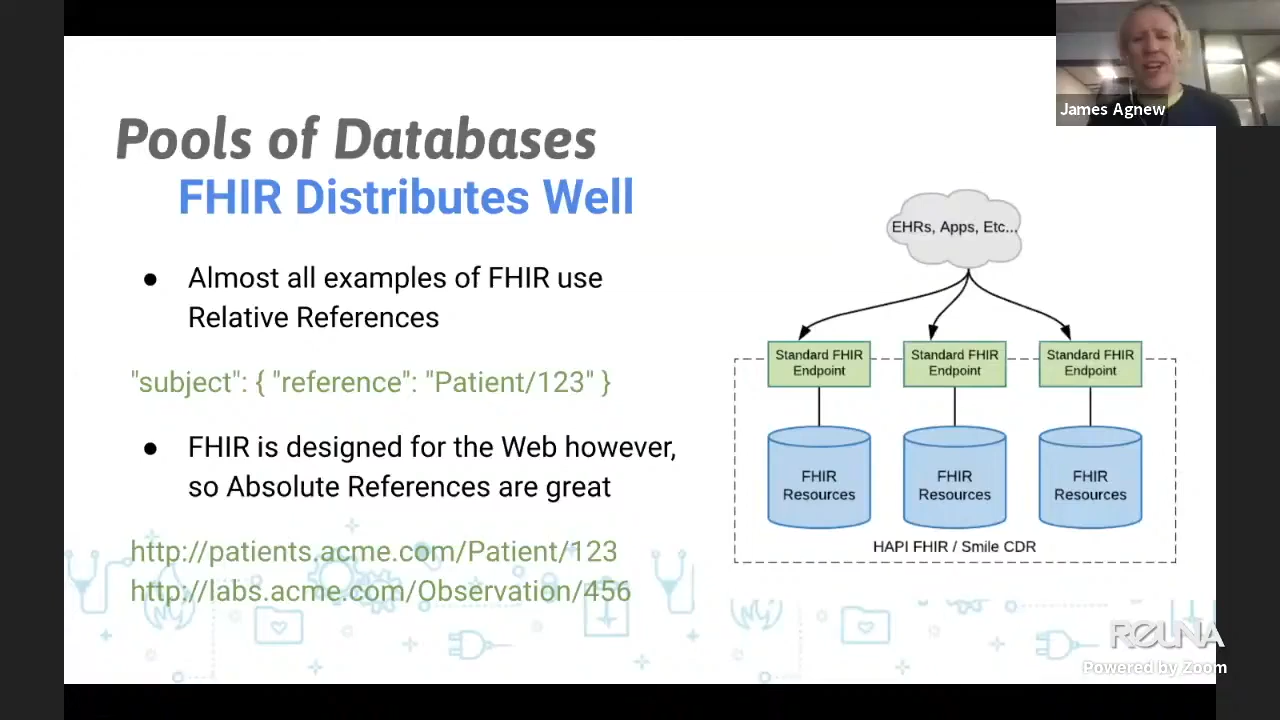 James Agnew
Pools of Databases
FHIR Distributes Well
● Almost all examples of FHIR use
Relative References
"subject": { "reference": "Patient/123" }
● FHIR is designed for the Web however,
so Absolute References are great
http://patients.acme.com/Patient/123
http://labs.acme.com/Observation/456
EHRs, Apps, Etc...
Standard FHIR
Endpoint
Standard FHIR
Endpoint
Standard FHIR
Endpoint
FHIR
Resources
FHIR
Resources
FHIR
Resources
HAPI FHIR / Smile CDR
REUNA
Powered by Zoom